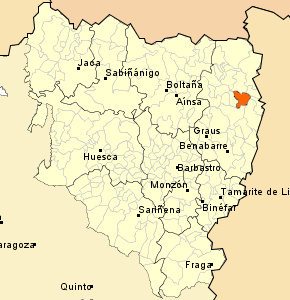 Jaca
Sabiñánigo
Boltaña
Aínsa
Graus
Benabarre
Huesca
Barbastro
Monzón
Tamarite de Li
Binéfar
Sariñena
aragoza
Fraga
Quinto